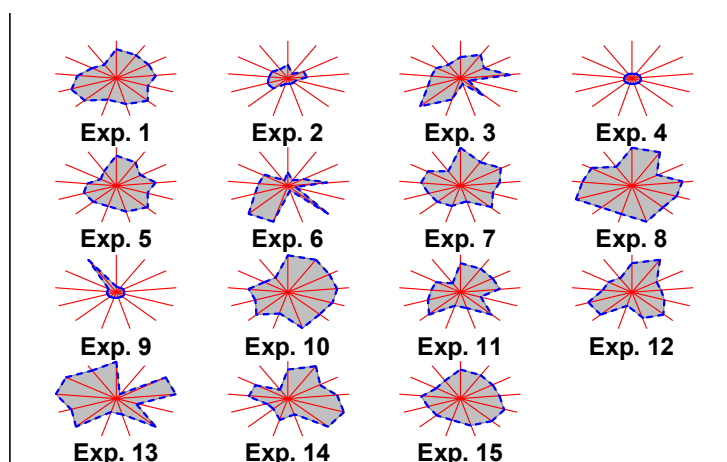 Exp. 1 Exp. 2 Exp. 3 Exp. 4
Exp. 5 Exp. 6 Exp. 7 Exp. 8
Exp. 9 Exp. 10 Exp. 11 Exp. 12
Exp. 13 Exp. 14 Exp. 15